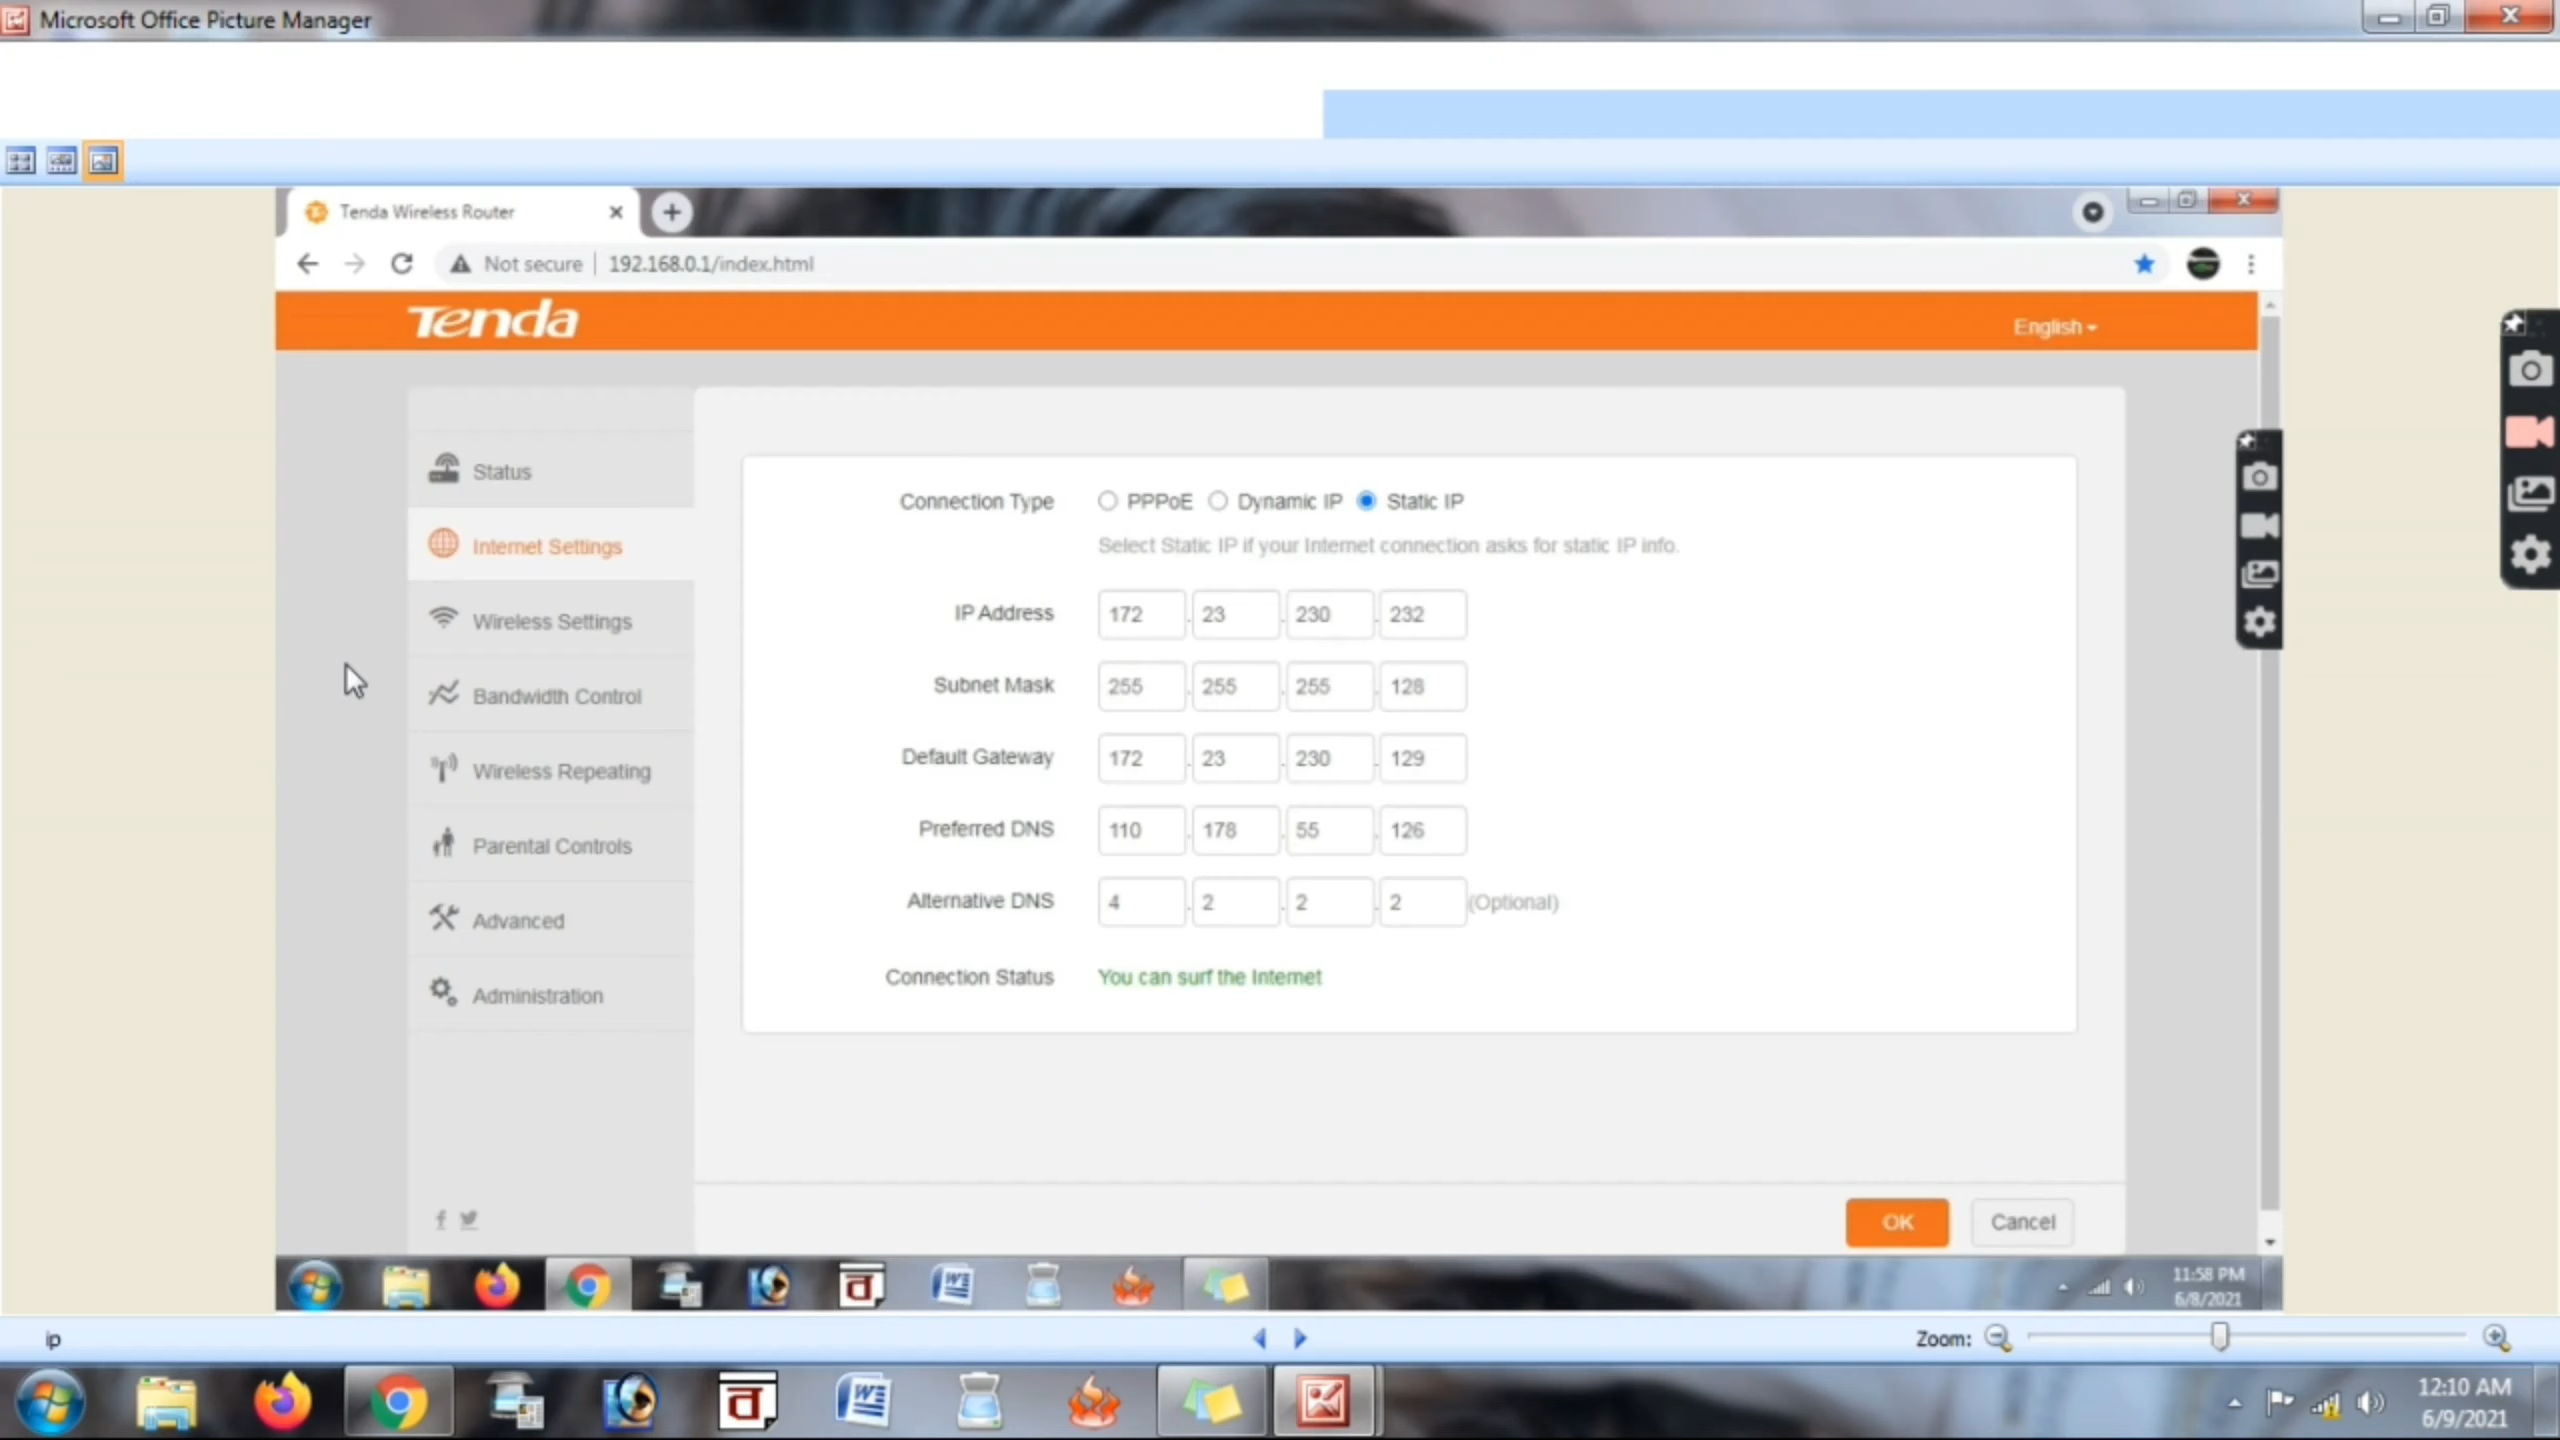 Microsoft Office Picture Manager
Tenda Wireless Router
Not secure 192.168.0.1/index.html
Tenda
English
Status
Internet Settings
Wireless Settings
Bandwidth Control
Wireless Repeating
Parental Controls
Advanced
Administration
Connection Type PPPoE Dynamic IP Static IP
Select Static IP if your Internet connection asks for static IP info.
IP Address 172 . 23 . 230 . 232
Subnet Mask 255 . 255 . 255 . 128
Default Gateway 172 . 23 . 230 . 129
Preferred DNS 110 . 178 . 55 . 126
Alternative DNS 4 . 2 . 2 . 2 (Optional)
Connection Status You can surf the Internet
OK Cancel
11:58 PM
6/8/2021
ip
Zoom:
12:10 AM
6/9/2021